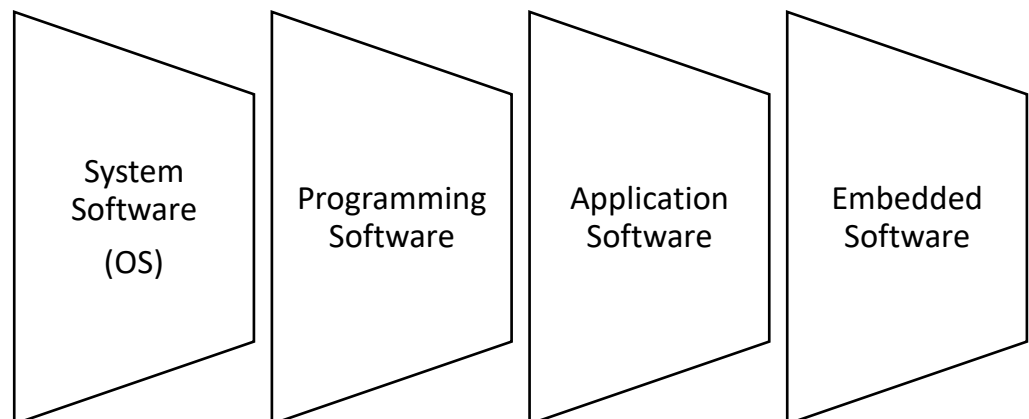 System
Software
(OS)
Programming
Software
Application
Software
Embedded
Software